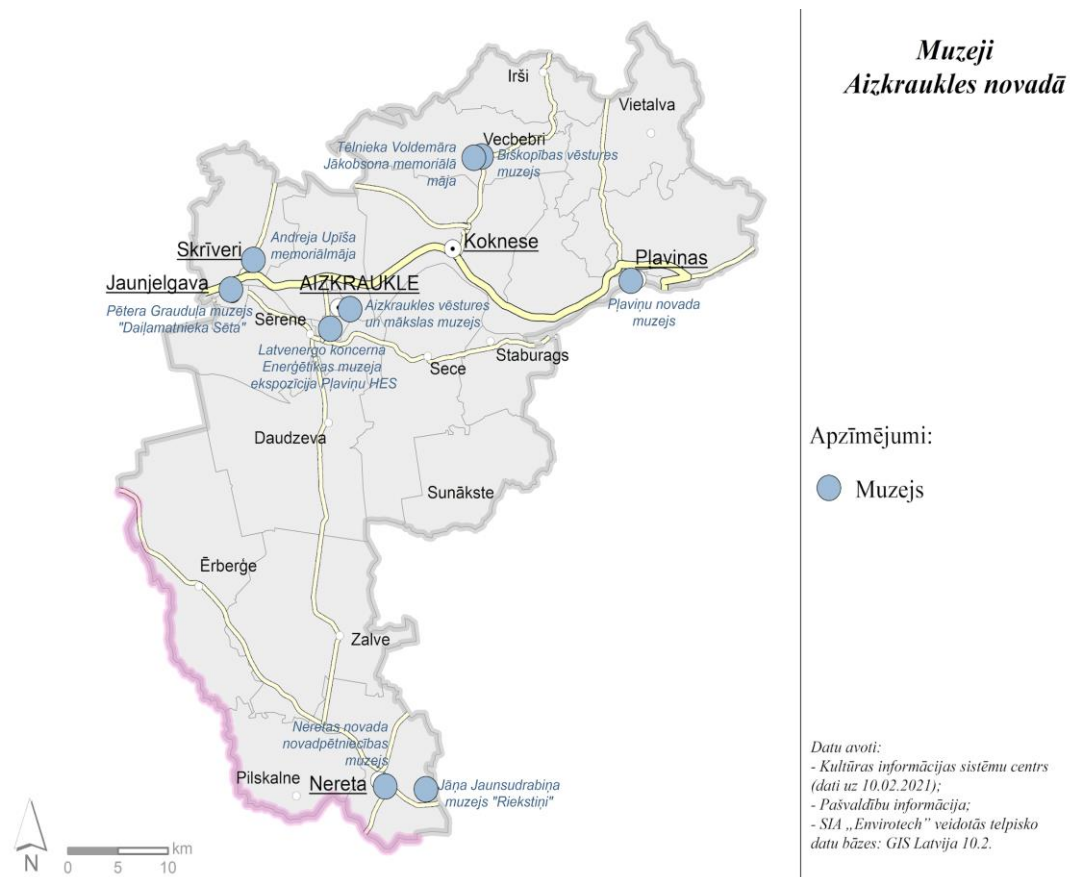 Muzeji
Aizkraukles novadā
Irši
Vietalva
Vecbebri
Tēlnieka Voldemāra
Jākobsona memoriālā
māja
Biškopības vēstures
muzejs
Koknese
Skrīveri
Andreja Upīša
memoriālmāja
Pļaviņas
Jaunjelgava
AIZKRAUKLE
Pētera Grauduļa muzejs
"Daiļamatnieka Sēta"
Sērene
Aizkraukles vēstures
un mākslas muzejs
Pļaviņu novada
muzejs
Latvenergo koncerna
Enerģētikas muzeja
ekspozīcija Pļaviņu HES
Staburags
Sece
Daudzeva
Sunākste
Ērberģe
Zalve
Neretas novada
novadpētniecības
muzejs
Pilskalne
Nereta
Jāņa Jaunsudrabiņa
muzejs "Riekstiņi"
N
km
0 5 10
Apzīmējumi:
Muzejs
Datu avoti:
- Kultūras informācijas sistēmu centrs
(dati uz 10.02.2021);
- Pašvaldību informācija;
- SIA „Envirotech" veidotās telpisko
datu bāzes: GIS Latvija 10.2.